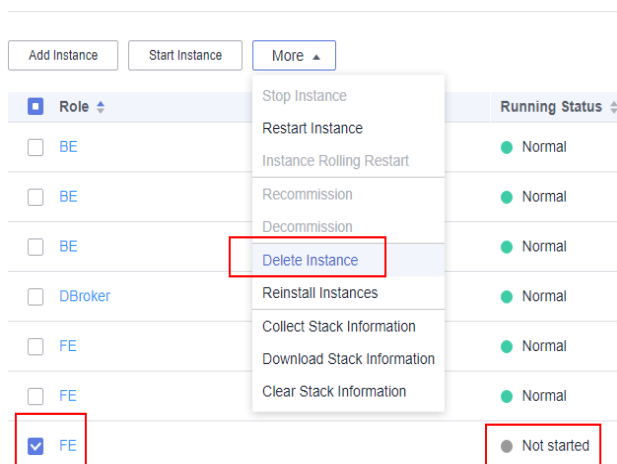 Add Instance Start Instance More
Role Running Status
Stop Instance
Restart Instance
BE Normal
Instance Rolling Restart
BE Normal
Recommission
Decommission
BE Normal
Delete Instance
Reinstall Instances
DBroker Normal
Collect Stack Information
FE Normal
Download Stack Information
Clear Stack Information
FE Normal
FE Not started